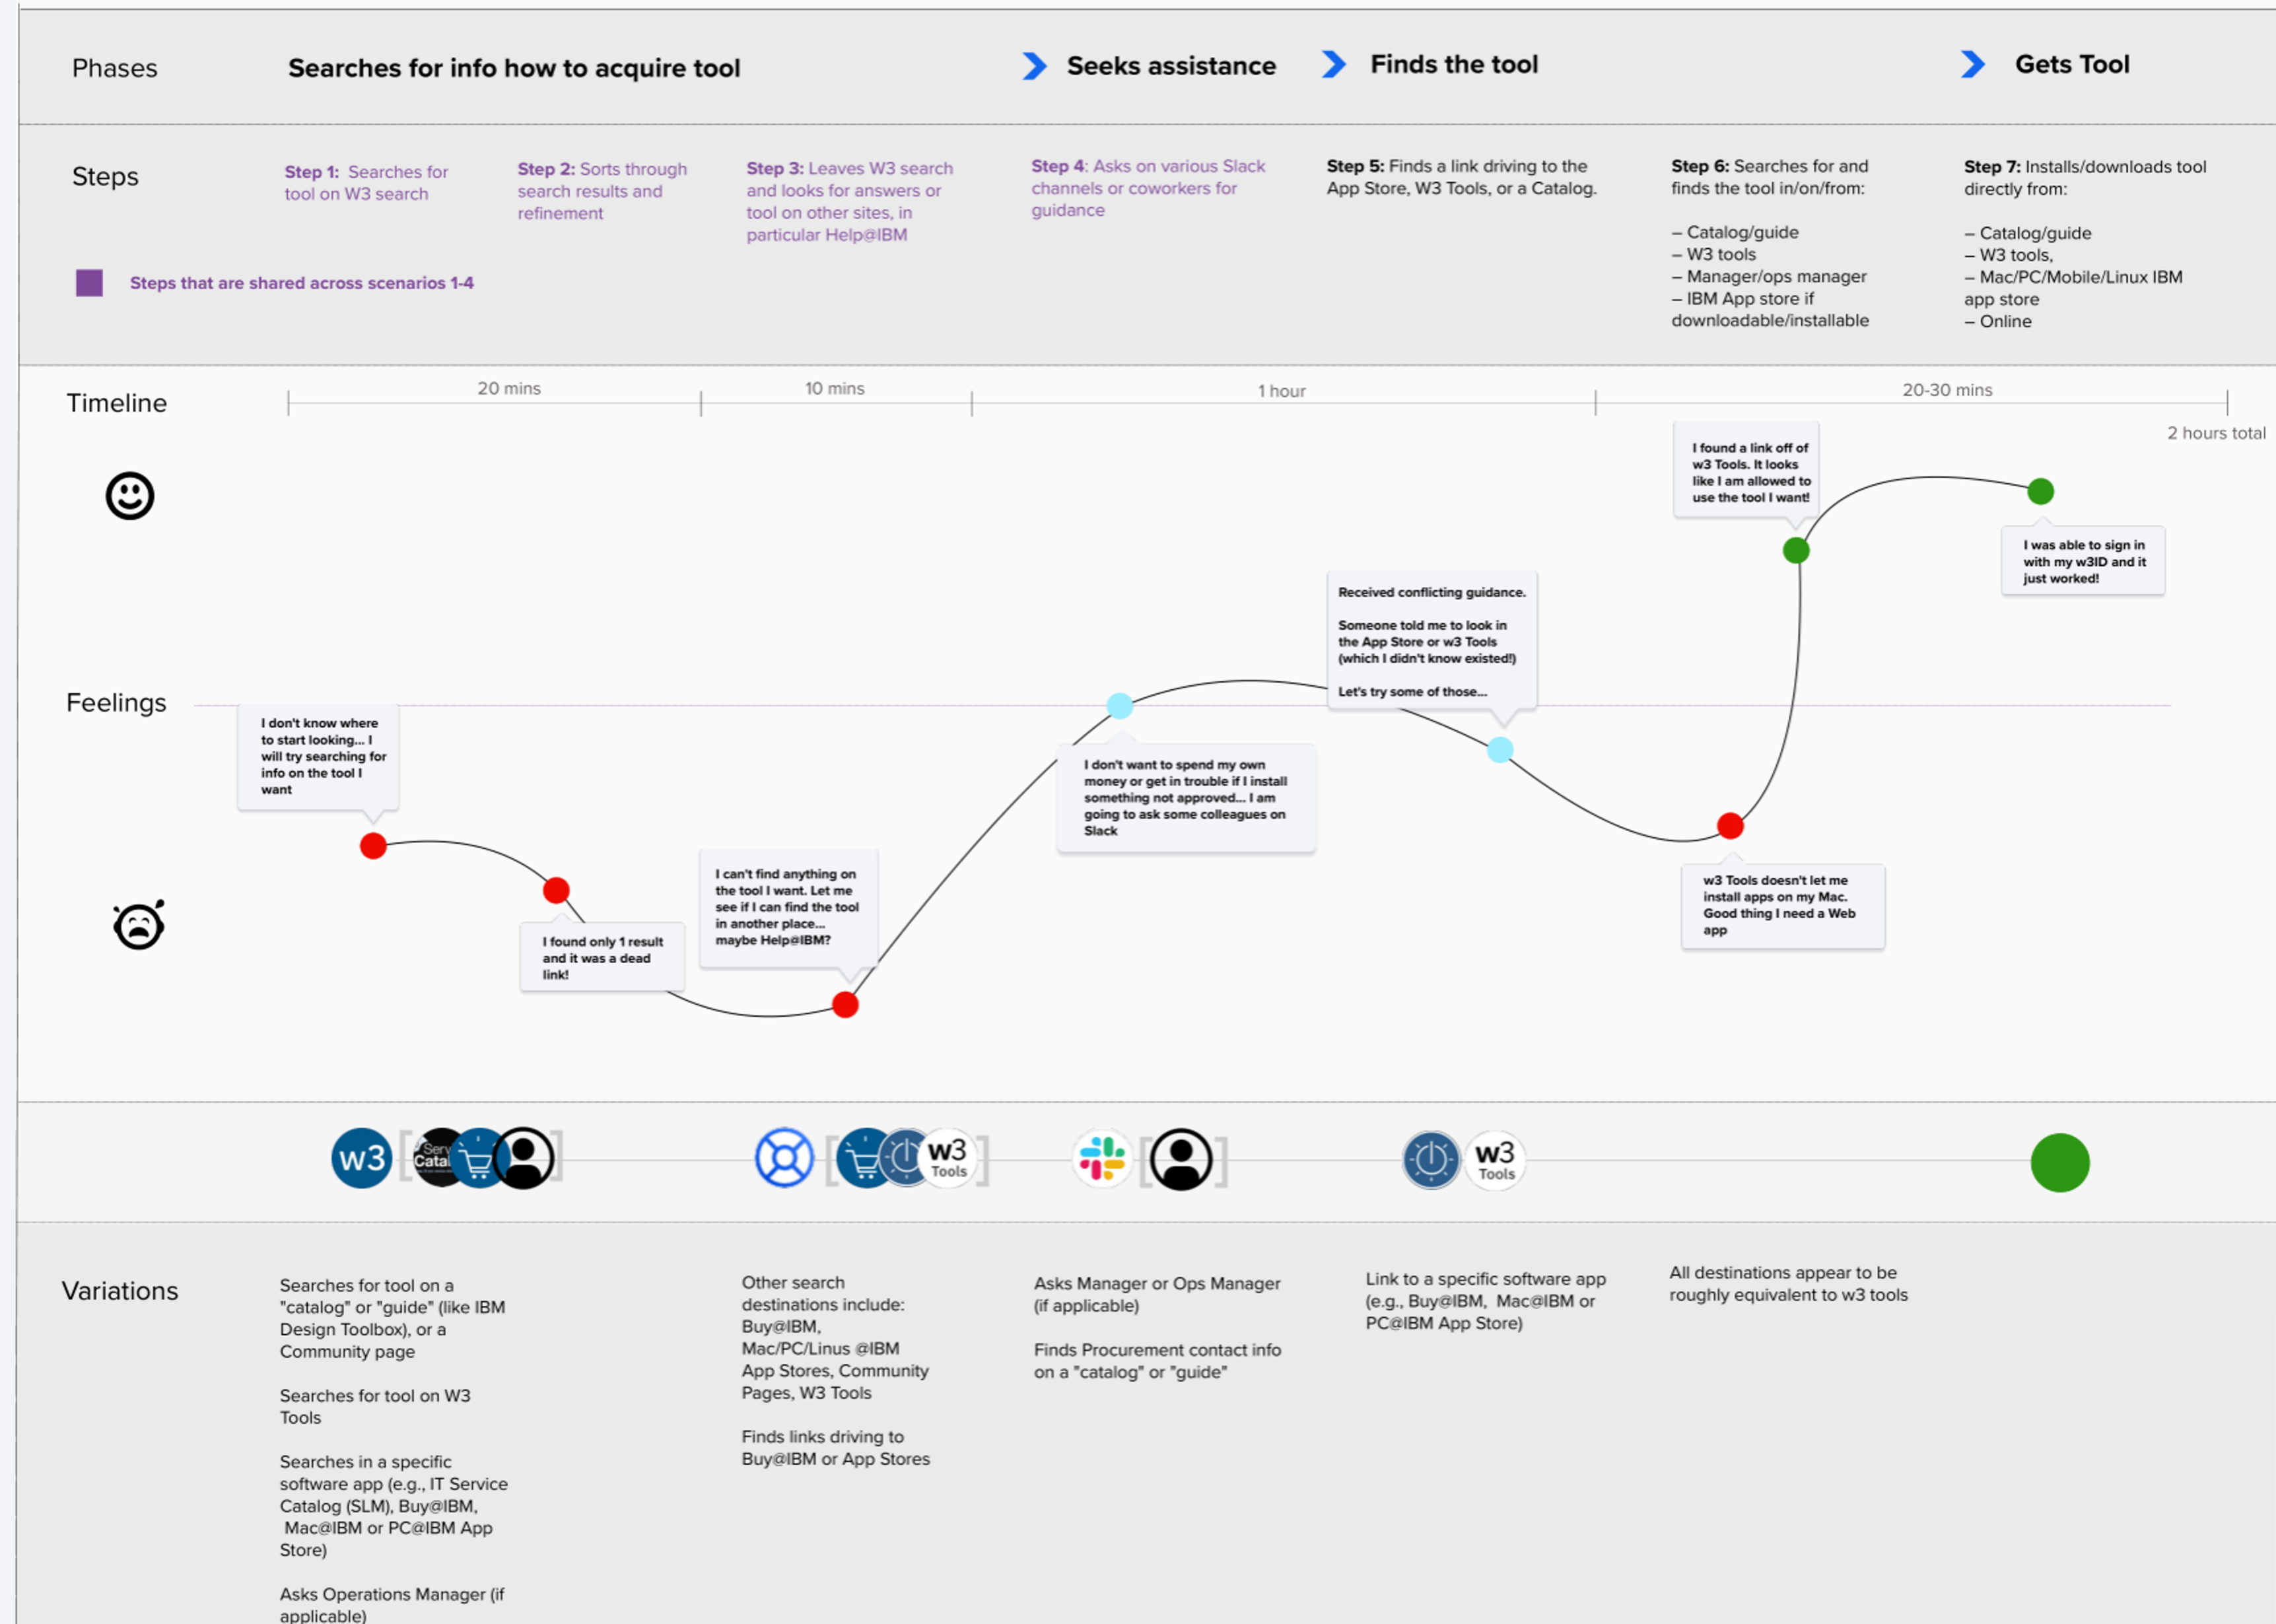 Phases
Searches for info how to acquire tool
Seeks assistance
Finds the tool
Gets Tool
Steps
Step 1:  Searches for
tool on W3 search
Step 2: Sorts through
search results and
refinement
Step 3: Leaves W3 search
and looks for answers or
tool on other sites, in
particular Help@IBM
Step 4: Asks on various Slack
channels or coworkers for
guidance
Step 5: Finds a link driving to the
App Store, W3 Tools, or a Catalog.
Step 6: Searches for and
finds the tool in/on/from:
– Catalog/guide
– W3 tools
– Manager/ops manager
– IBM App store if
downloadable/installable
Step 7: Installs/downloads tool
directly from:
– Catalog/guide
– W3 tools,
– Mac/PC/Mobile/Linux IBM
app store
– Online
Steps that are shared across scenarios 1-4
Timeline
20 mins
10 mins
1 hour
20-30 mins
2 hours total
Feelings
I don't know where
to start looking... I
will try searching for
info on the tool I
want
I found only 1 result
and it was a dead
link!
I can't find anything on
the tool I want. Let me
see if I can find the tool
in another place...
maybe Help@IBM?
I don't want to spend my own
money or get in trouble if I install
something not approved... I am
going to ask some colleagues on
Slack
Received conflicting guidance.
Someone told me to look in
the App Store or w3 Tools
(which I didn't know existed!)
Let's try some of those...
w3 Tools doesn't let me
install apps on my Mac.
Good thing I need a Web
app
I found a link off of
w3 Tools. It looks
like I am allowed to
use the tool I want!
I was able to sign in
with my w3ID and it
just worked!
w3
Serv
Catal
w3
Tools
w3
Tools
Variations
Searches for tool on a
"catalog" or "guide" (like IBM
Design Toolbox), or a
Community page
Searches for tool on W3
Tools
Searches in a specific
software app (e.g., IT Service
Catalog (SLM), Buy@IBM,
Mac@IBM or PC@IBM App
Store)
Asks Operations Manager (if
applicable)
Other search
destinations include:
Buy@IBM,
Mac/PC/Linus @IBM
App Stores, Community
Pages, W3 Tools
Finds links driving to
Buy@IBM or App Stores
Asks Manager or Ops Manager
(if applicable)
Finds Procurement contact info
on a "catalog" or "guide"
Link to a specific software app
(e.g., Buy@IBM,  Mac@IBM or
PC@IBM App Store)
All destinations appear to be
roughly equivalent to w3 tools